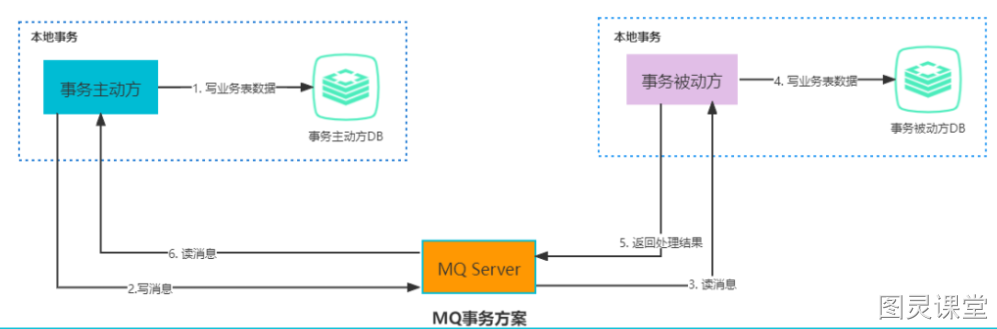 本地事务
事务主动方
1. 写业务表数据
事务主动方DB
本地事务
事务被动方
4. 写业务表数据
事务被动方DB
6. 读消息
2.写消息
MQ Server
5. 返回处理结果
3. 读消息
MQ事务方案
图灵课堂